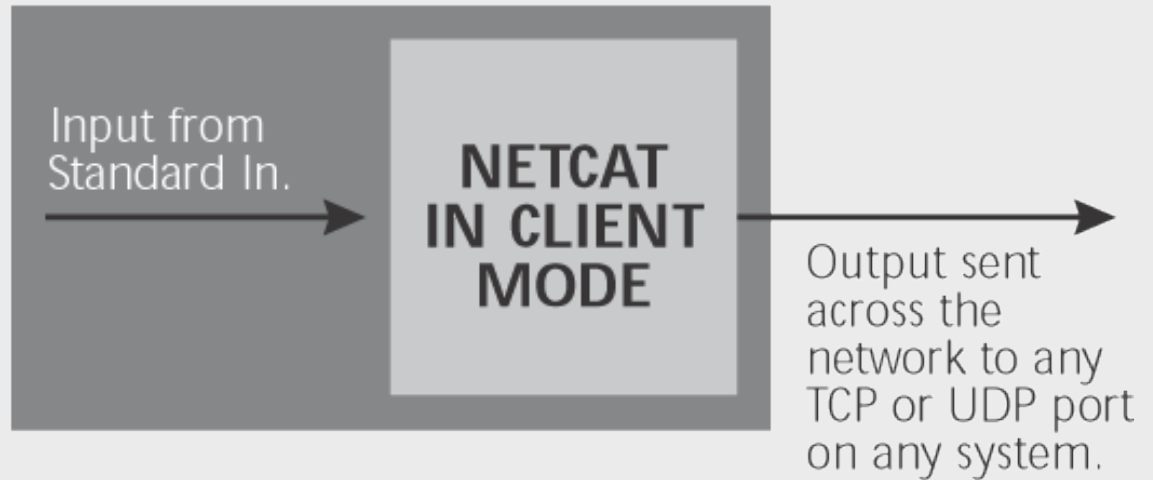 Input from
Standard In.
NETCAT
IN CLIENT
MODE
Output sent
across the
network to any
TCP or UDP port
on any system.